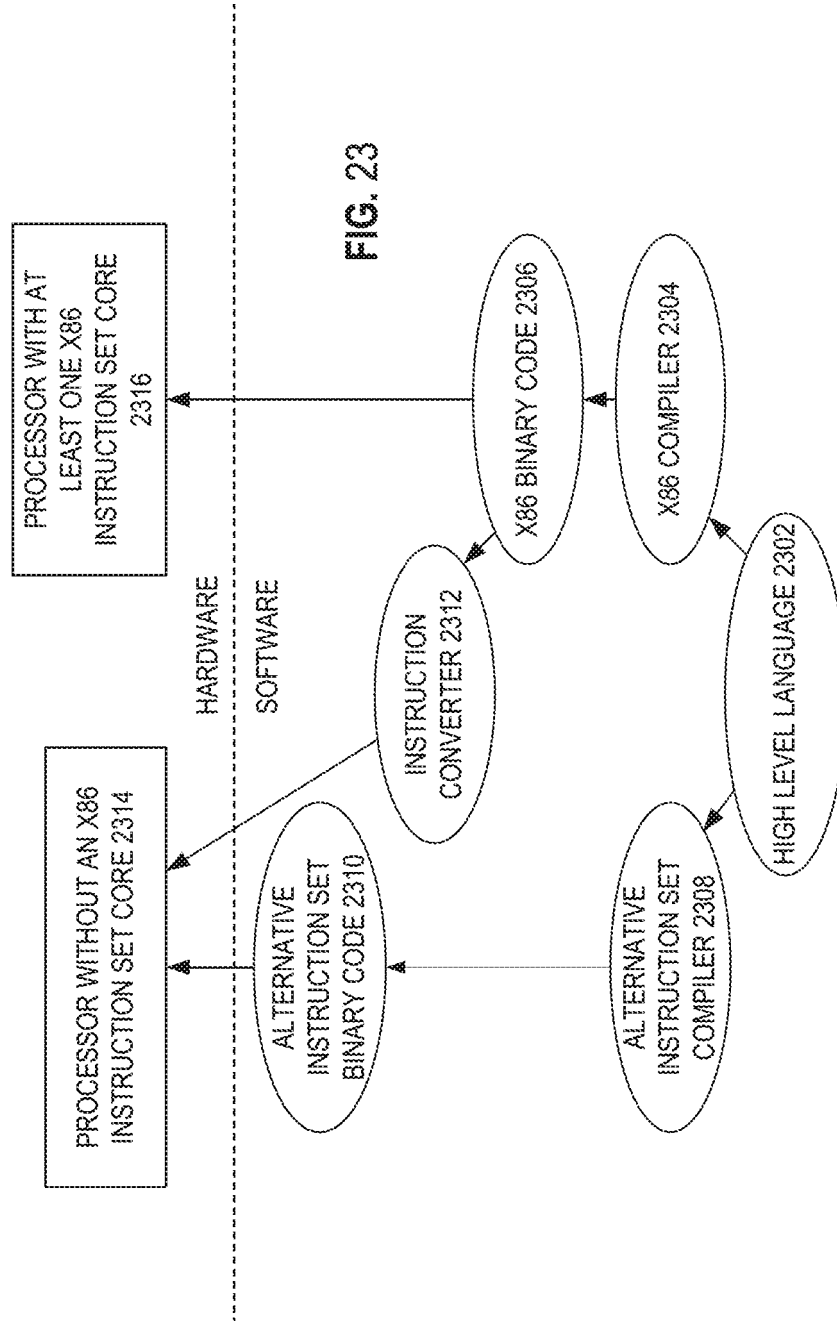 PROCESSOR WITHOUT AN X86
INSTRUCTION SET CORE 2314
PROCESSOR WITH AT
LEAST ONE X86
INSTRUCTION SET CORE
2316
HARDWARE
SOFTWARE
ALTERNATIVE
INSTRUCTION SET
BINARY CODE 2310
INSTRUCTION
CONVERTER 2312
X86 BINARY CODE 2306
ALTERNATIVE
INSTRUCTION SET
COMPILER 2308
X86 COMPILER 2304
HIGH LEVEL LANGUAGE 2302
FIG. 23